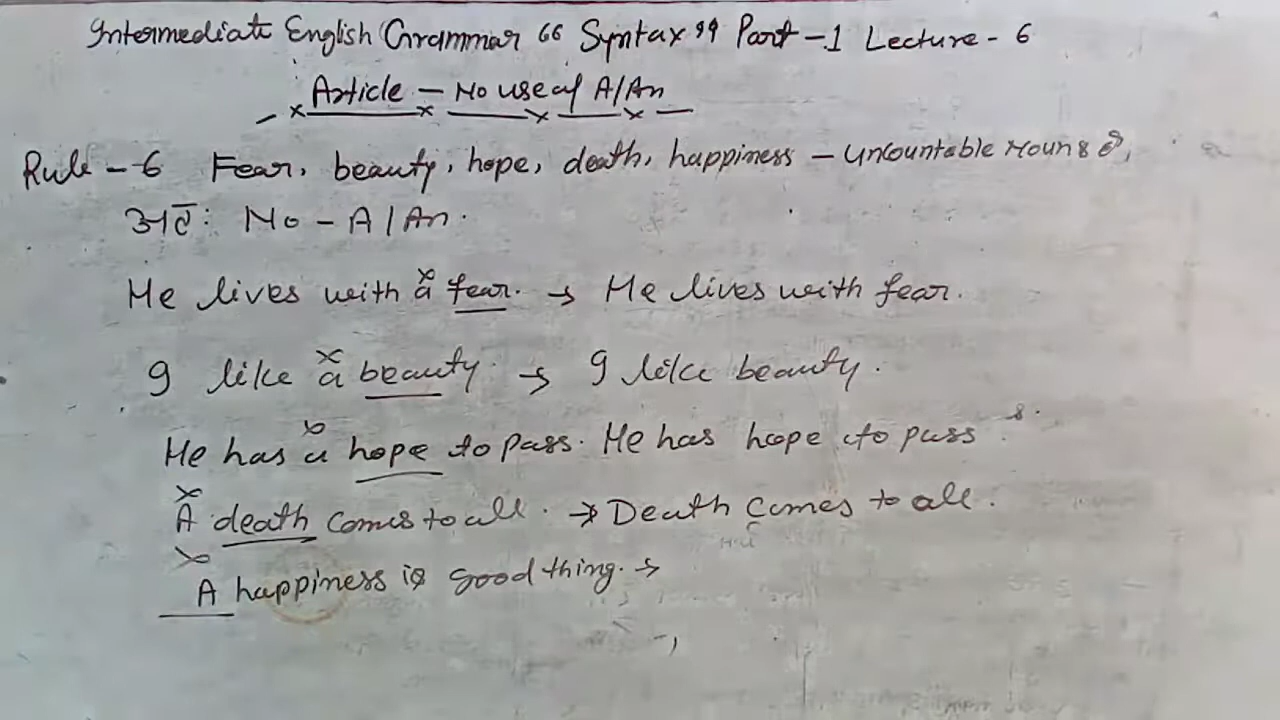 Intermediate English Grammar "Syntax" Part-1 Lecture-6
Article - No use of A/An
Rule-6 Fear, beauty, hope, death, happiness - Uncountable nouns है,
अतः No - A/An.
He lives with a fear. → He lives with fear.
I like a beauty → I like beauty.
He has a hope to pass. He has hope to pass
A death comes to all. → Death comes to all.
A happiness is good thing. →